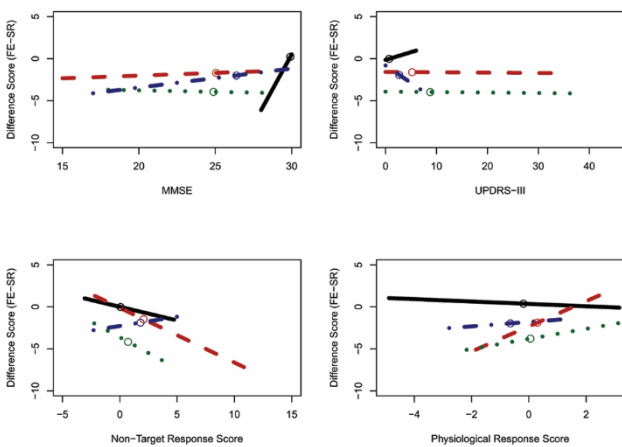 Difference Score (FE-SR)
5
0
−5
−10
15 20 25 30
MMSE
Difference Score (FE-SR)
5
0
−5
−10
0 10 20 30 40
UPDRS-III
Difference Score (FE-SR)
5
0
−5
−10
−5 0 5 10 15
Non-Target Response Score
Difference Score (FE-SR)
5
0
−5
−10
−4 −2 0 2
Physiological Response Score